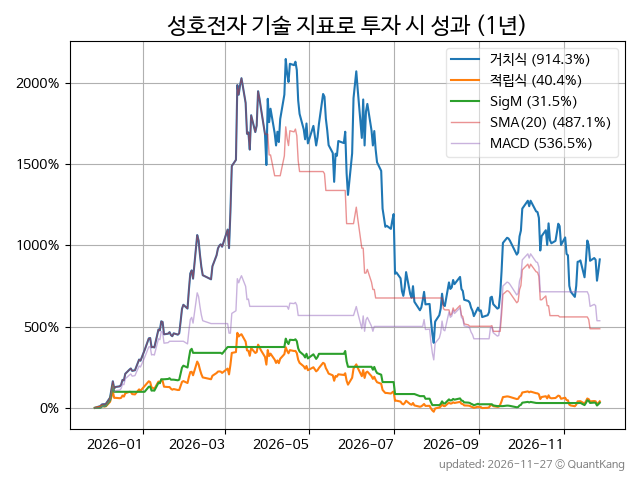 성호전자 기술 지표로 투자 시 성과 (1년)
거치식 (914.3%)
적립식 (40.4%)
SigM (31.5%)
SMA(20) (487.1%)
MACD (536.5%)
2000%
1500%
1000%
500%
0%
2026-01 2026-03 2026-05 2026-07 2026-09 2026-11
updated: 2026-11-27 © QuantKang